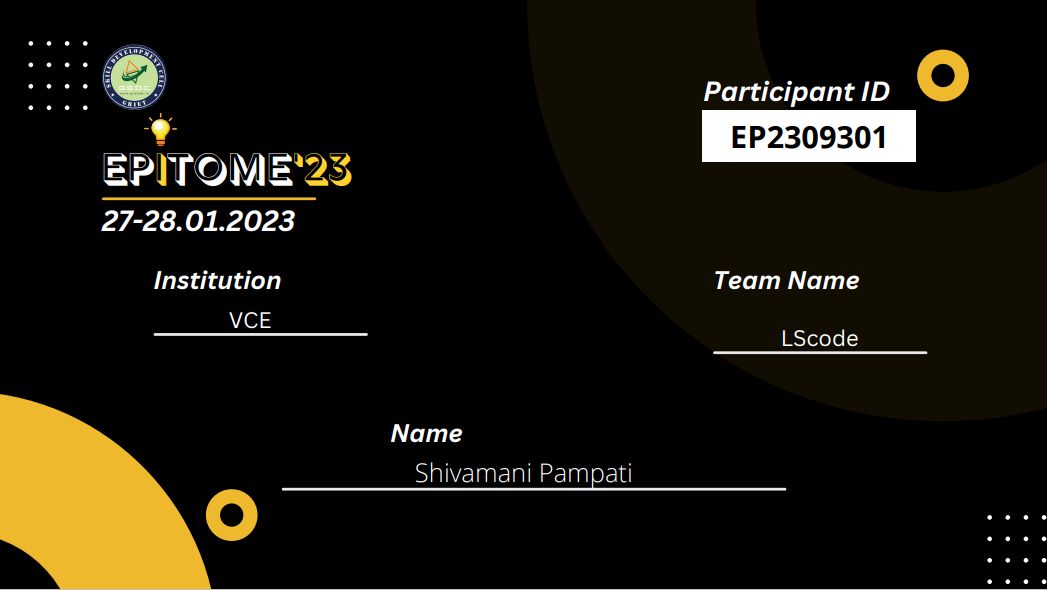 SKILL DEVELOPMENT CELL
GSDC
GRIET
Participant ID
EP2309301
EPITOME'23
27-28.01.2023
Institution
VCE
Team Name
LScode
Name
Shivamani Pampati